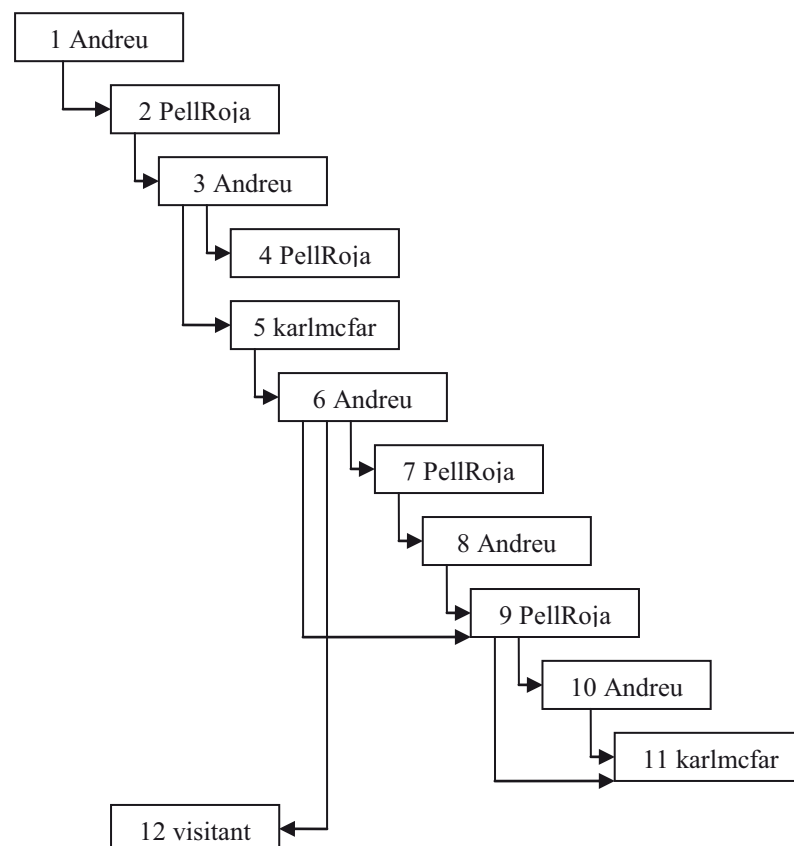 1 Andreu
2 PellRoja
3 Andreu
4 PellRoja
5 karlmcfar
6 Andreu
7 PellRoja
8 Andreu
9 PellRoja
10 Andreu
11 karlmcfar
12 visitant